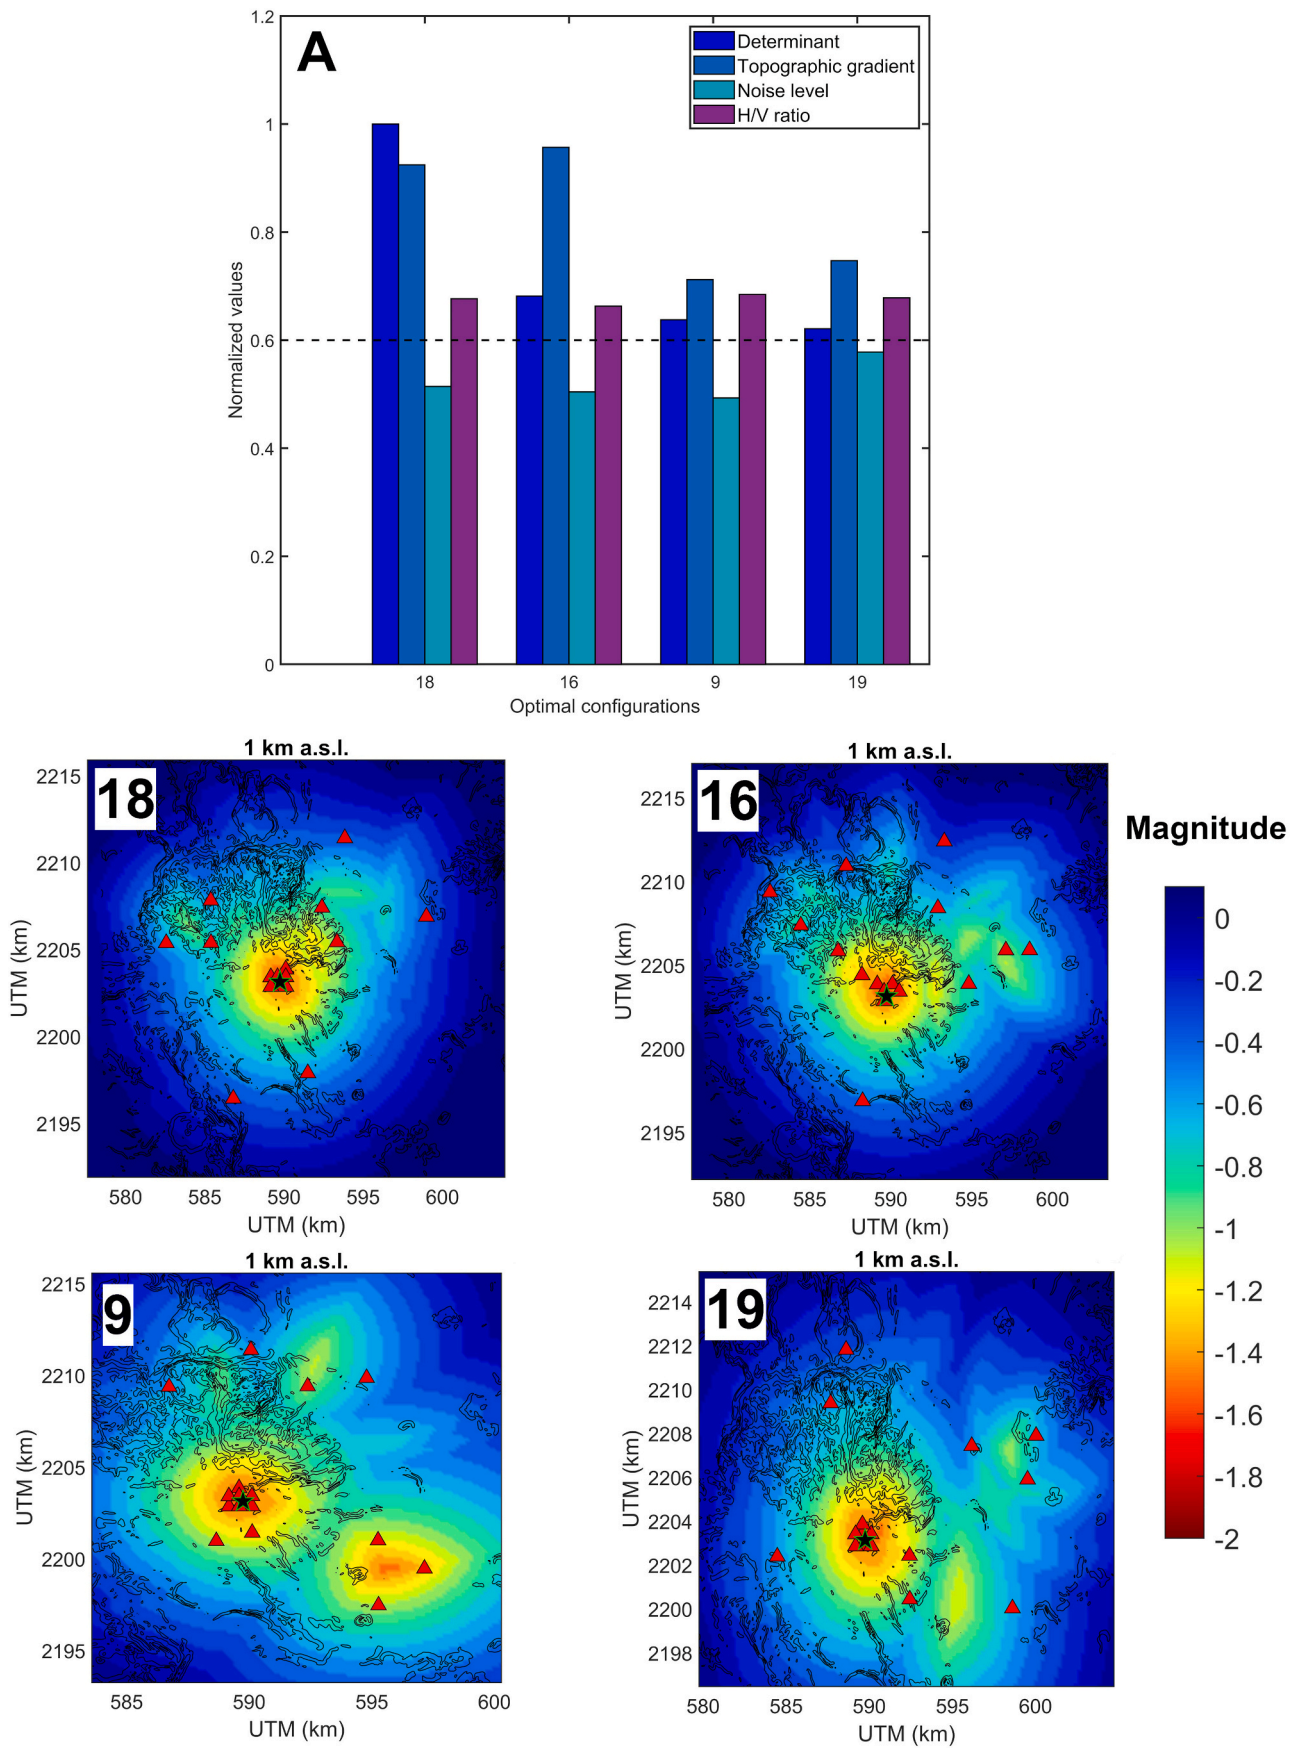 A
Determinant
Topographic gradient
Noise level
H/V ratio
1.2
1
0.8
0.6
0.4
0.2
0
Normalized values
18 16 9 19
Optimal configurations
1 km a.s.l.
18
2215
2210
2205
2200
2195
UTM (km)
580 585 590 595 600
UTM (km)
1 km a.s.l.
16
2215
2210
2205
2200
2195
UTM (km)
580 585 590 595 600
UTM (km)
Magnitude
0
-0.2
-0.4
-0.6
-0.8
-1
-1.2
-1.4
-1.6
-1.8
-2
1 km a.s.l.
9
2215
2210
2205
2200
2195
UTM (km)
585 590 595 600
UTM (km)
1 km a.s.l.
19
2214
2212
2210
2208
2206
2204
2202
2200
2198
UTM (km)
580 585 590 595 600
UTM (km)